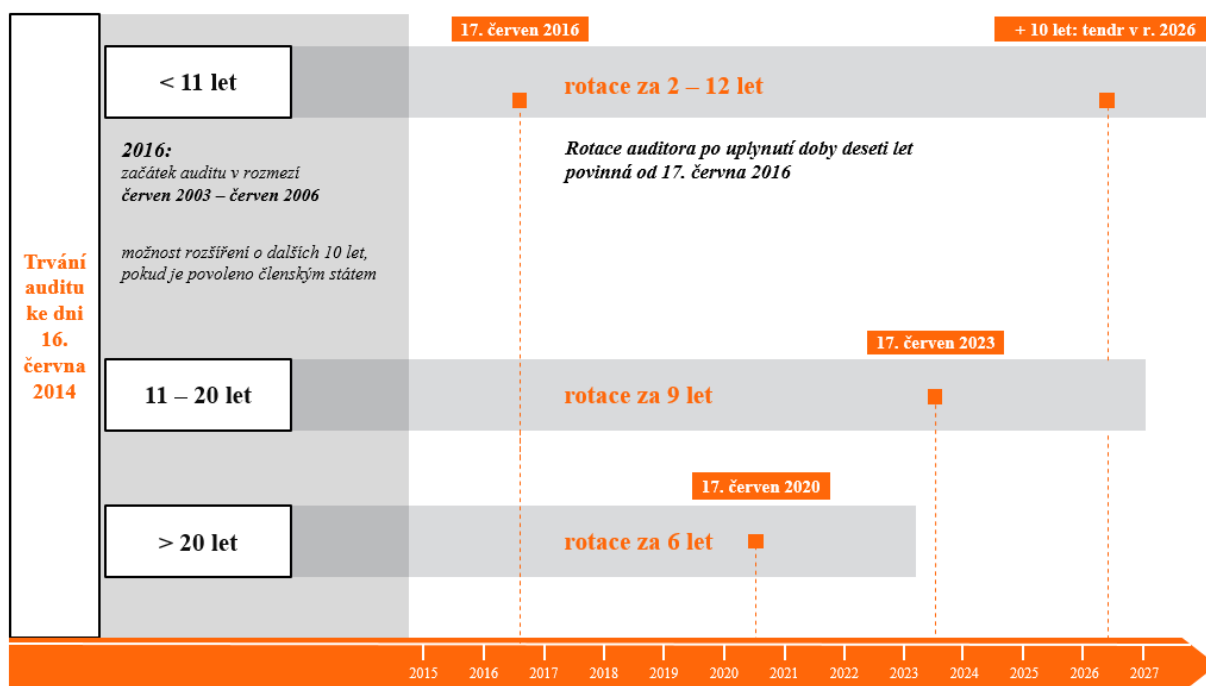 17. červen 2016
+ 10 let: tendr v r. 2026
< 11 let
rotace za 2 – 12 let
2016:
začátek auditu v rozmezí
červen 2003 – červen 2006
Rotace auditora po uplynutí doby deseti let
povinná od 17. června 2016
možnost rozšíření o dalších 10 let,
pokud je povoleno členským státem
Trvání
auditu
ke dni
16.
června
2014
17. červen 2023
11 – 20 let
rotace za 9 let
17. červen 2020
> 20 let
rotace za 6 let
2015 2016 2017 2018 2019 2020 2021 2022 2023 2024 2025 2026 2027